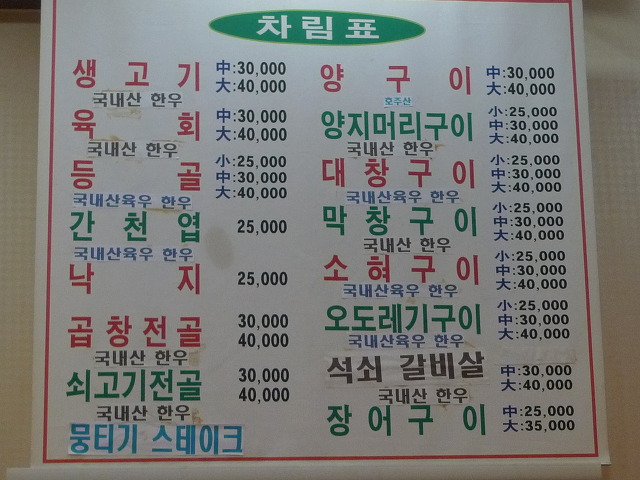 차림표
생고기 中:30,000
大:40,000
국내산 한우
육회 中:30,000
大:40,000
국내산 한우
등골 小:25,000
中:30,000
大:40,000
국내산육우 한우
간천엽 25,000
국내산육우 한우
낙지 25,000
곱창전골 30,000
40,000
국내산 한우
쇠고기전골 30,000
40,000
국내산 한우
뭉티기 스테이크
양구이 中:30,000
大:40,000
호주산
양지머리구이 小:25,000
中:30,000
大:40,000
국내산 한우
대창구이 小:25,000
中:30,000
大:40,000
국내산육우 한우
막창구이 小:25,000
中:30,000
大:40,000
국내산 한우
소혀구이 小:25,000
中:30,000
大:40,000
국내산육우 한우
오도레기구이 小:25,000
中:30,000
大:40,000
국내산육우 한우
석쇠 갈비살 中:30,000
大:40,000
국내산 한우
장어구이 中:25,000
大:35,000